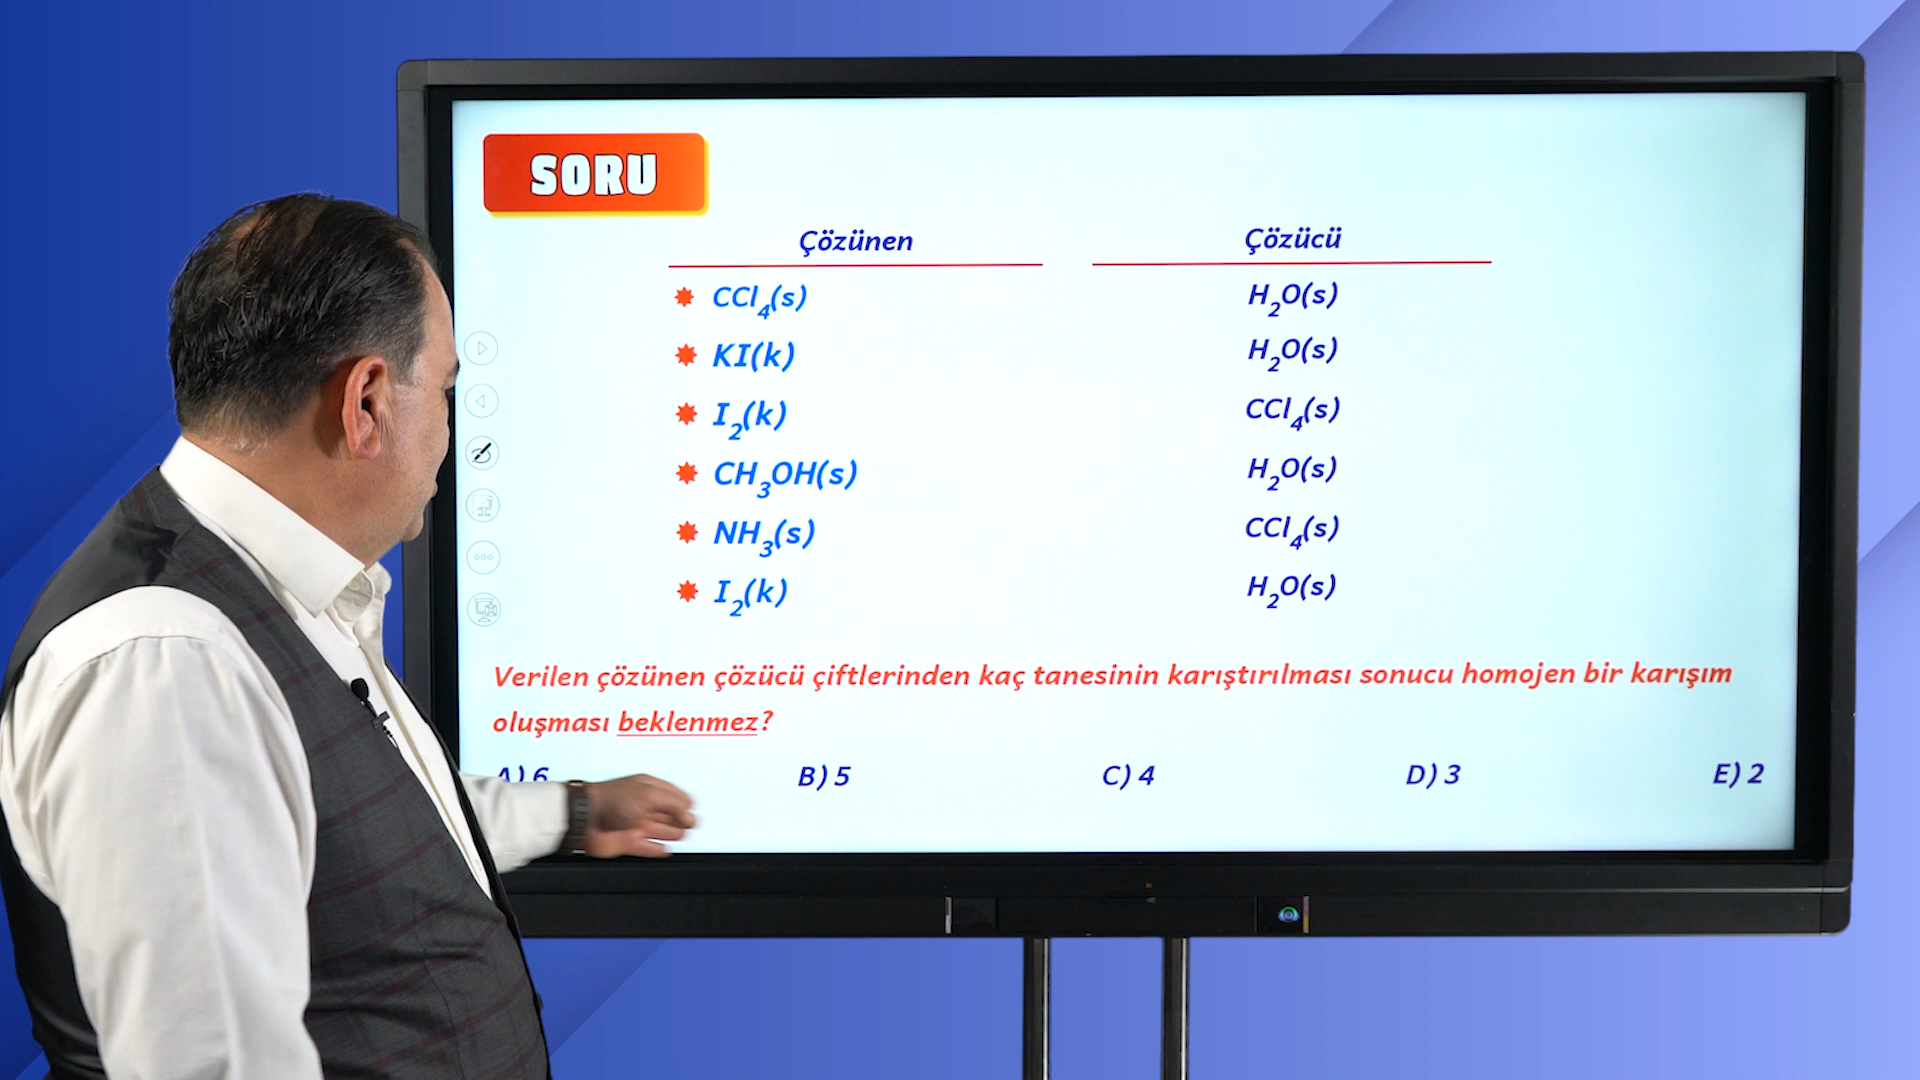 SORU
Çözünen Çözücü
CCl4(s) H2O(s)
KI(k) H2O(s)
I2(k) CCl4(s)
CH3OH(s) H2O(s)
NH3(s) CCl4(s)
I2(k) H2O(s)
Verilen çözünen çözücü çiftlerinden kaç tanesinin karıştırılması sonucu homojen bir karışım
oluşması beklenmez?
A) 6 B) 5 C) 4 D) 3 E) 2